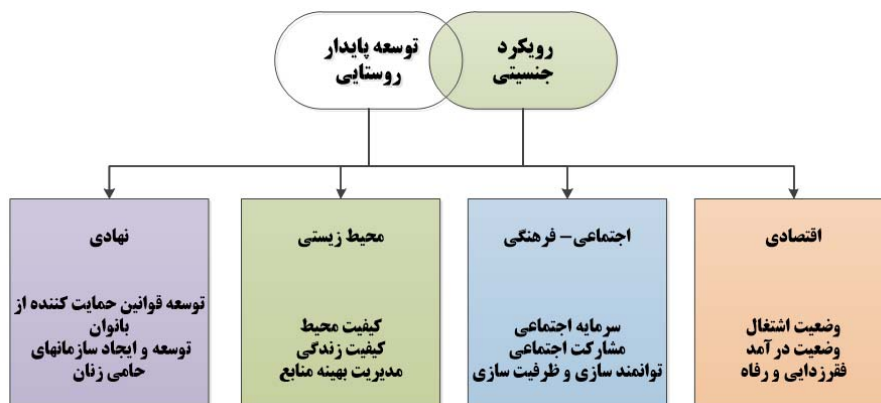 رویکرد
جنسیتی
توسعه پایدار
روستایی
اقتصادی
وضعیت اشتغال
وضعیت درآمد
فقرزدایی و رفاه
اجتماعی- فرهنگی
سرمایه اجتماعی
مشارکت اجتماعی
توانمند سازی و ظرفیت سازی
محیط زیستی
کیفیت محیط
کیفیت زندگی
مدیریت بهینه منابع
نهادی
توسعه قوانین حمایت کننده از
بانوان
توسعه و ایجاد سازمانهای
حامی زنان